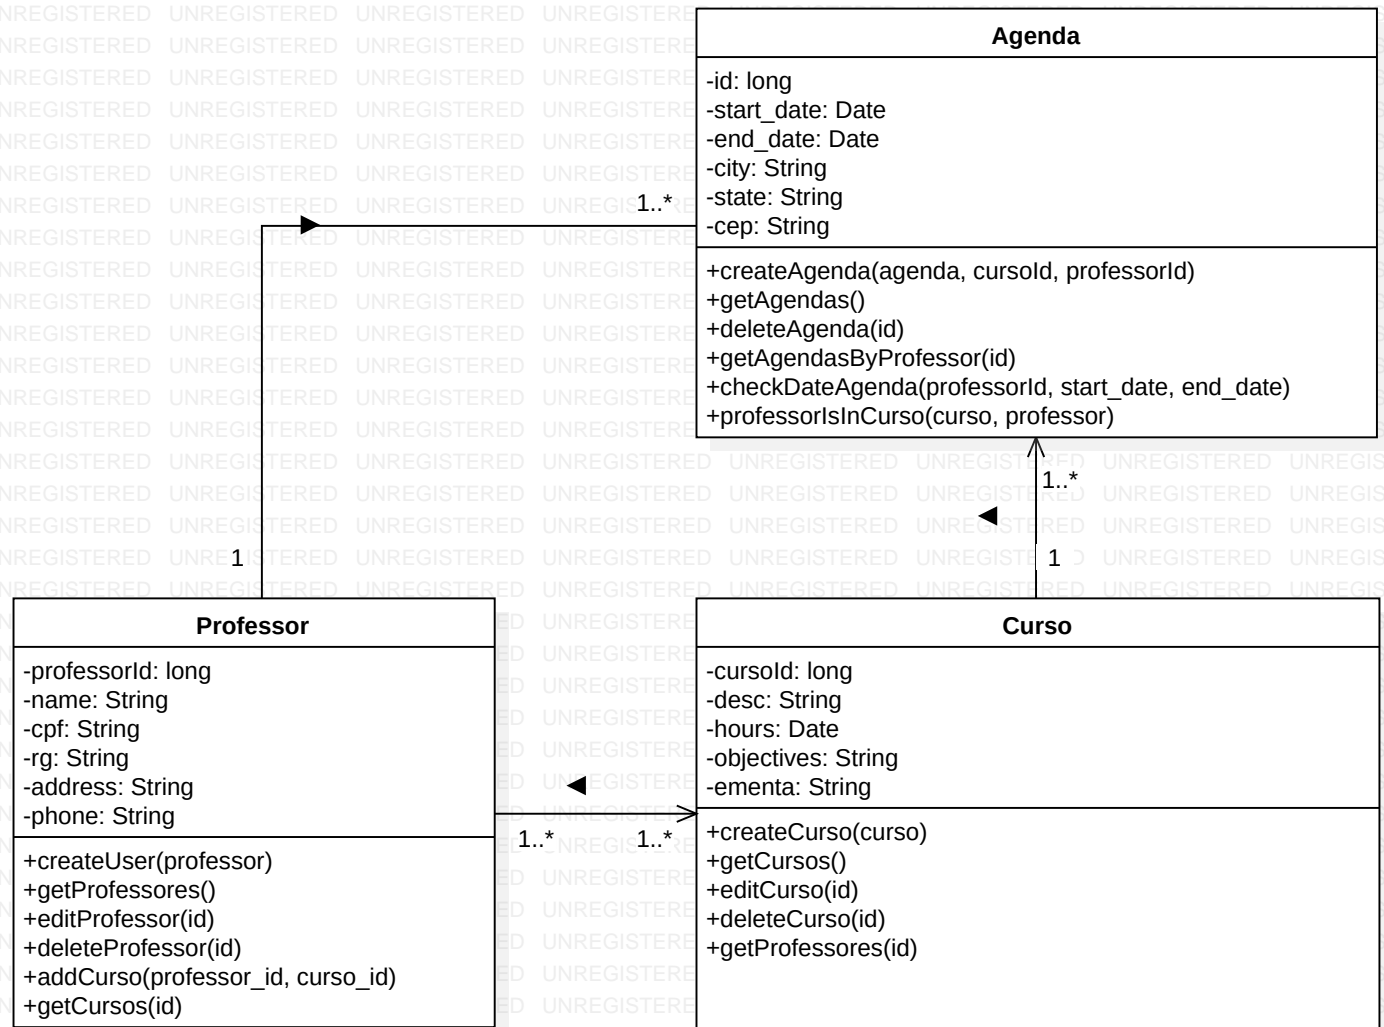 Agenda
-id: long
-start_date: Date
-end_date: Date
-city: String
-state: String
-cep: String
+createAgenda(agenda, cursoId, professorId)
+getAgendas()
+deleteAgenda(id)
+getAgendasByProfessor(id)
+checkDateAgenda(professorId, start_date, end_date)
+professorIsInCurso(curso, professor)
1..*
1
1..*
1
Professor
-professorId: long
-name: String
-cpf: String
-rg: String
-address: String
-phone: String
+createUser(professor)
+getProfessores()
+editProfessor(id)
+deleteProfessor(id)
+addCurso(professor_id, curso_id)
+getCursos(id)
1..*
1..*
Curso
-cursoId: long
-desc: String
-hours: Date
-objectives: String
-ementa: String
+createCurso(curso)
+getCursos()
+editCurso(id)
+deleteCurso(id)
+getProfessores(id)
UNREGISTERED